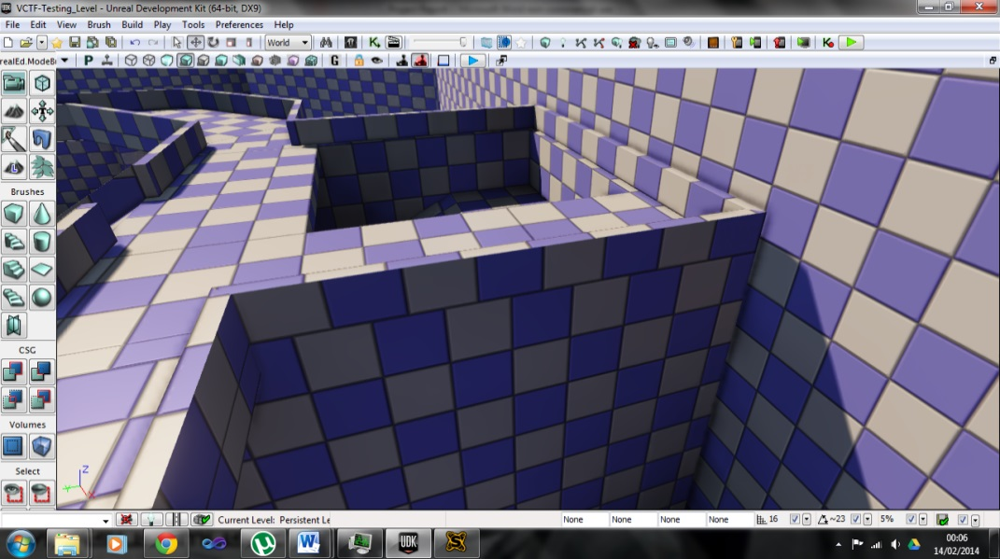 VCTF-Testing_Level - Unreal Development Kit (64-bit, DX9)
File Edit View Brush Build Play Tools Preferences Help
World
realEd.ModeB
P
G
Brushes
CSG
Volumes
Select
Z
Current Level: Persistent Le
None None None None 16 ~23 5%
W UDK
00:06
14/02/2014